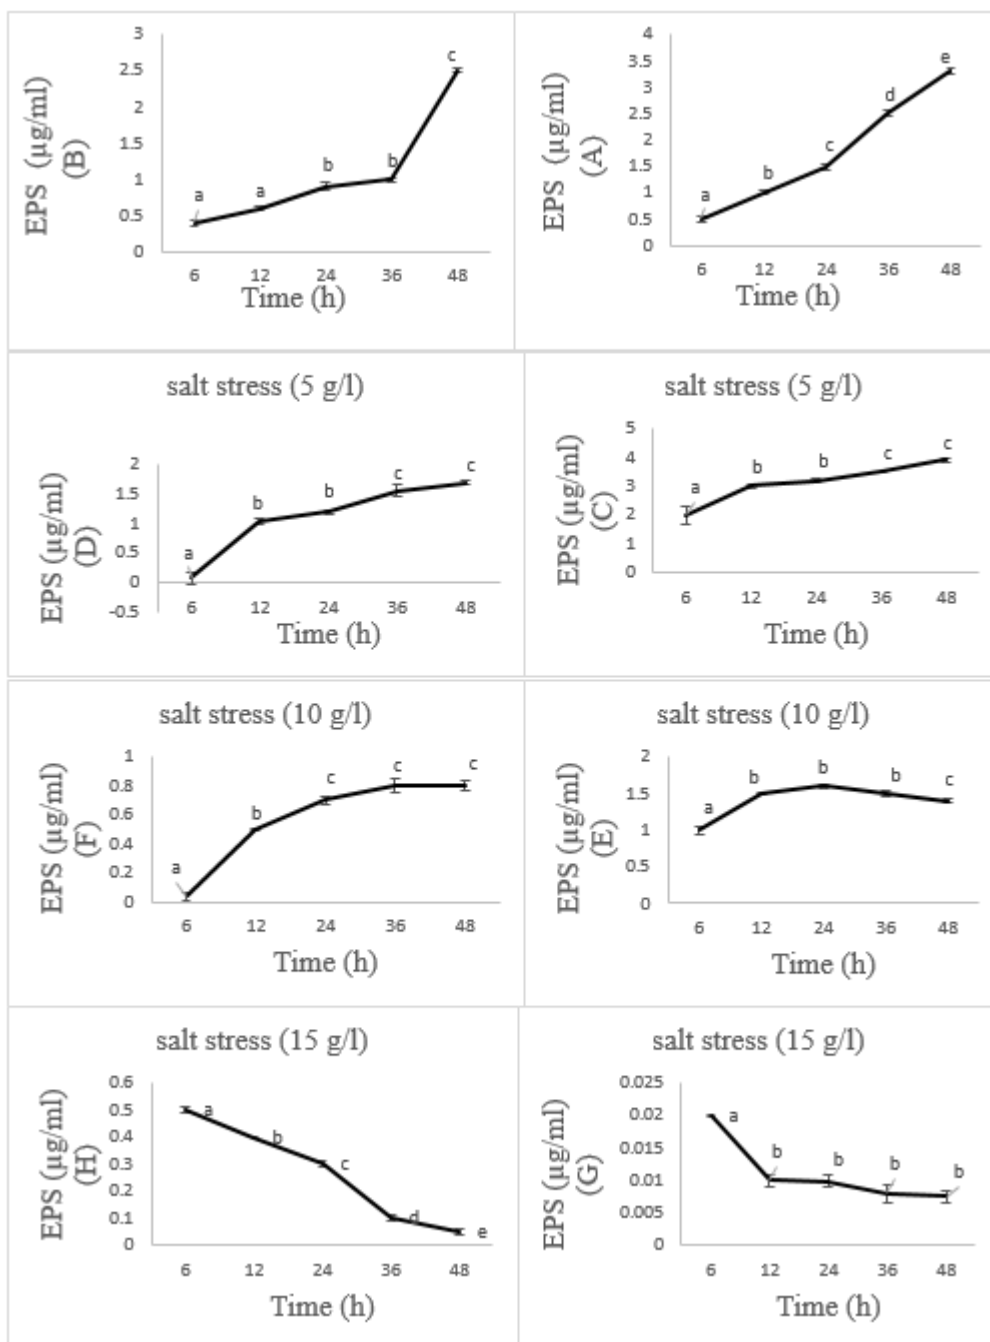 EPS (µg/ml)
(B)
3
2.5
2
1.5
1
0.5
0
a
a
b
b
c
6 12 24 36 48
Time (h)
EPS (µg/ml)
(A)
4
3.5
3
2.5
2
1.5
1
0.5
0
a
b
c
d
e
6 12 24 36 48
Time (h)
salt stress (5 g/l)
EPS (µg/ml)
(D)
2
1.5
1
0.5
0
-0.5
a
b
b
c
c
6 12 24 36 48
Time (h)
salt stress (5 g/l)
EPS (µg/ml)
(C)
5
4
3
2
1
0
a
b
b
c
c
6 12 24 36 48
Time (h)
salt stress (10 g/l)
EPS (µg/ml)
(F)
1
0.8
0.6
0.4
0.2
0
a
b
c
c
c
6 12 24 36 48
Time (h)
salt stress (10 g/l)
EPS (µg/ml)
(E)
2
1.5
1
0.5
0
a
b
b
b
c
6 12 24 36 48
Time (h)
salt stress (15 g/l)
EPS (µg/ml)
(H)
0.6
0.5
0.4
0.3
0.2
0.1
0
a
b
c
d
e
6 12 24 36 48
Time (h)
salt stress (15 g/l)
EPS (µg/ml)
(G)
0.025
0.02
0.015
0.01
0.005
0
a
b
b
b
b
6 12 24 36 48
Time (h)